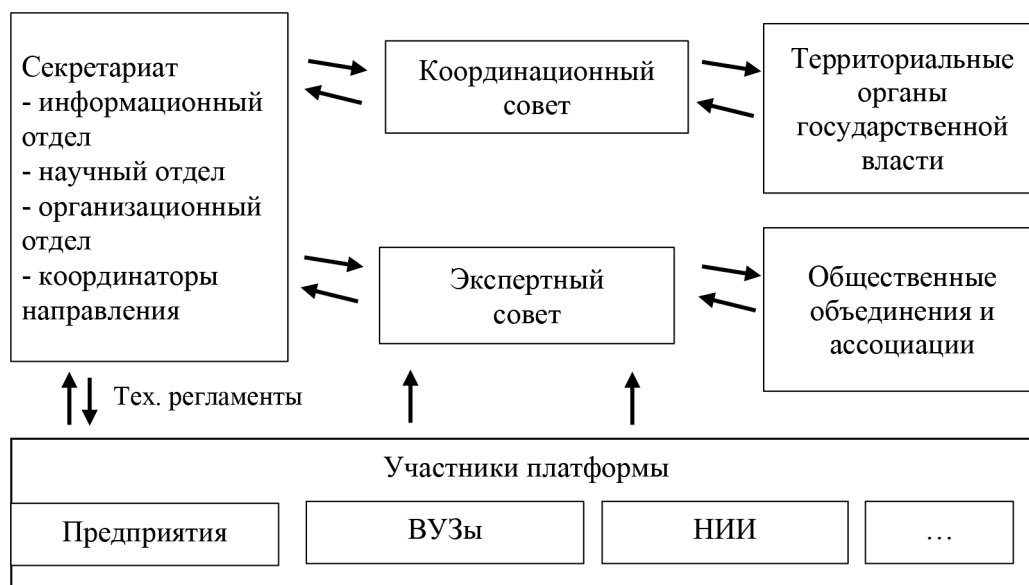 Секретариат
- информационный
отдел
- научный отдел
- организационный
отдел
- координаторы
направления
Координационный
совет
Территориальные
органы
государственной
власти
Экспертный
совет
Общественные
объединения и
ассоциации
Тех. регламенты
Участники платформы
Предприятия
ВУЗы
НИИ
…